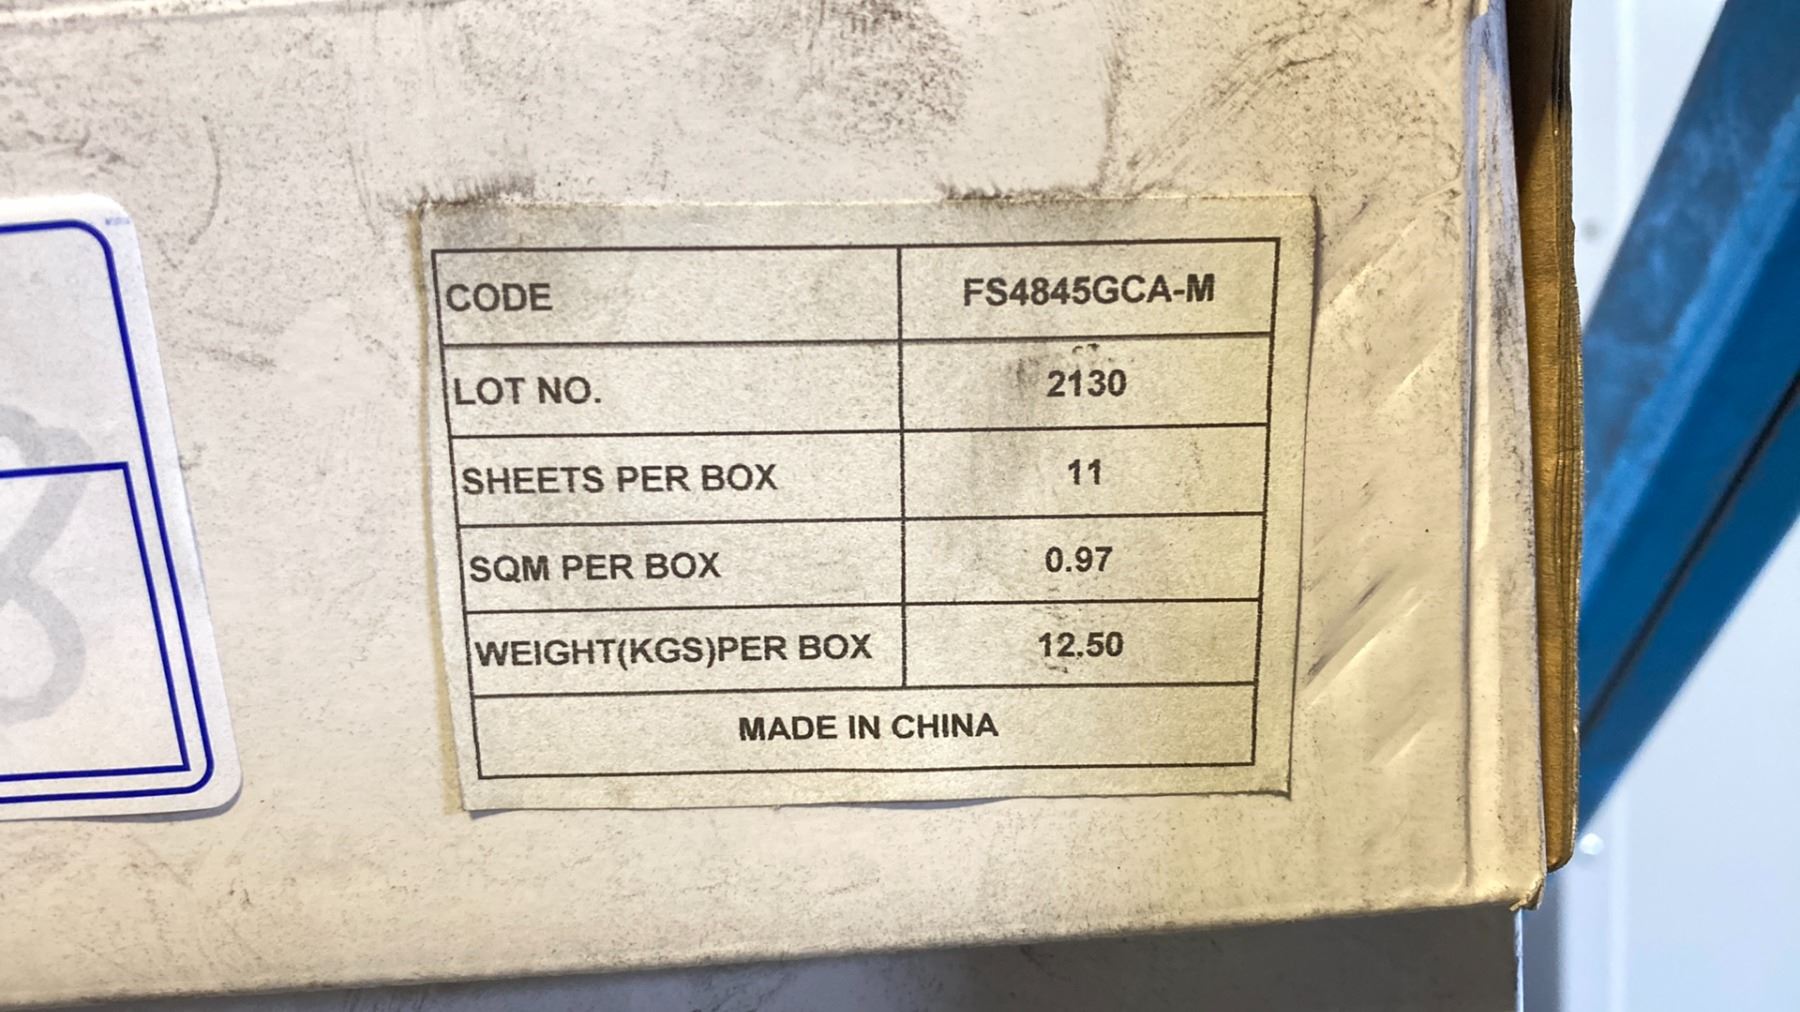 CODE FS4845GCA-M
LOT NO. 2130
SHEETS PER BOX 11
SQM PER BOX 0.97
WEIGHT(KGS)PER BOX 12.50
MADE IN CHINA